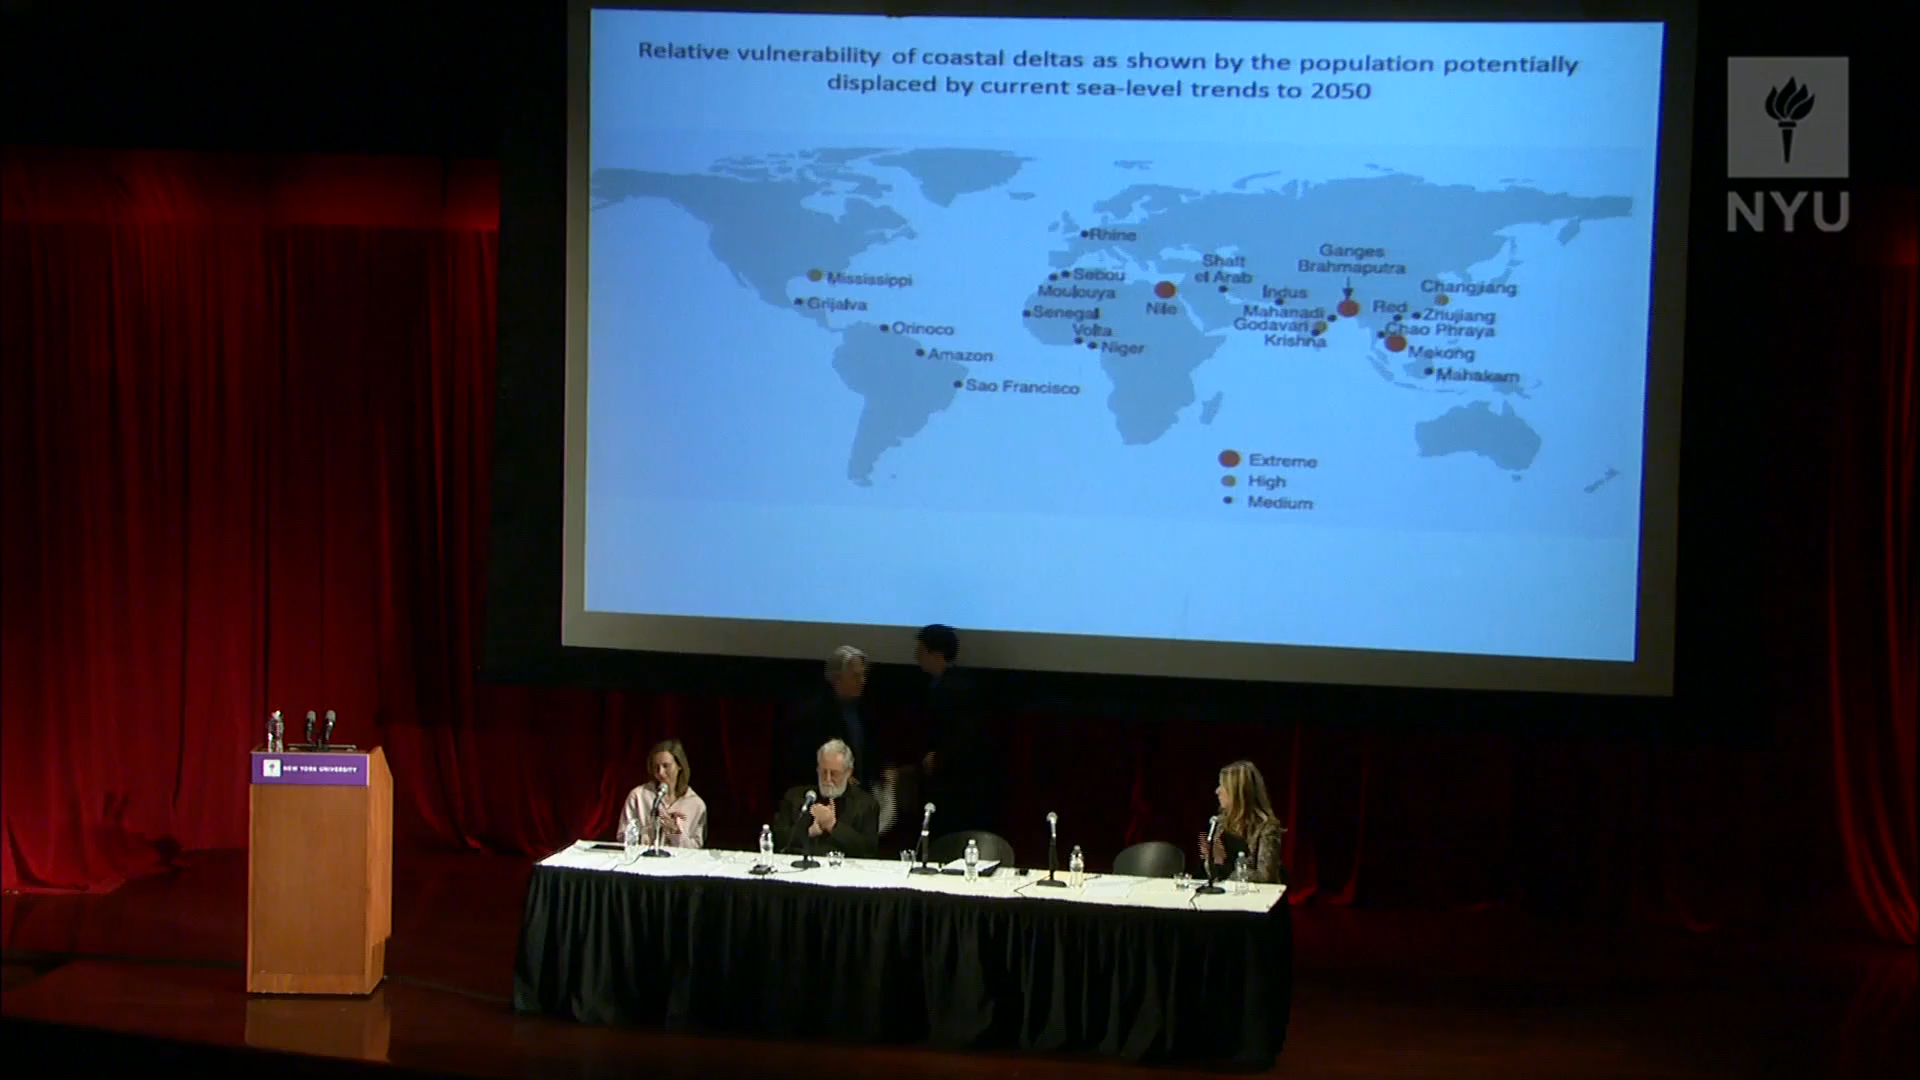 Relative vulnerability of coastal deltas as shown by the population potentially
displaced by current sea-level trends to 2050
NYU
Rhine
Ganges
Brahmaputra
Shatt
el Arab
Sebou
Moulouya
Mississippi
Grijalva
Nile
Indus
Changjiang
Mahanadi
Red
Zhujiang
Senegal
Godavari
Chao Phraya
Orinoco
Volta
Krishna
Niger
Amazon
Mekong
Mahakam
Sao Francisco
Extreme
High
Medium
NEW YORK UNIVERSITY